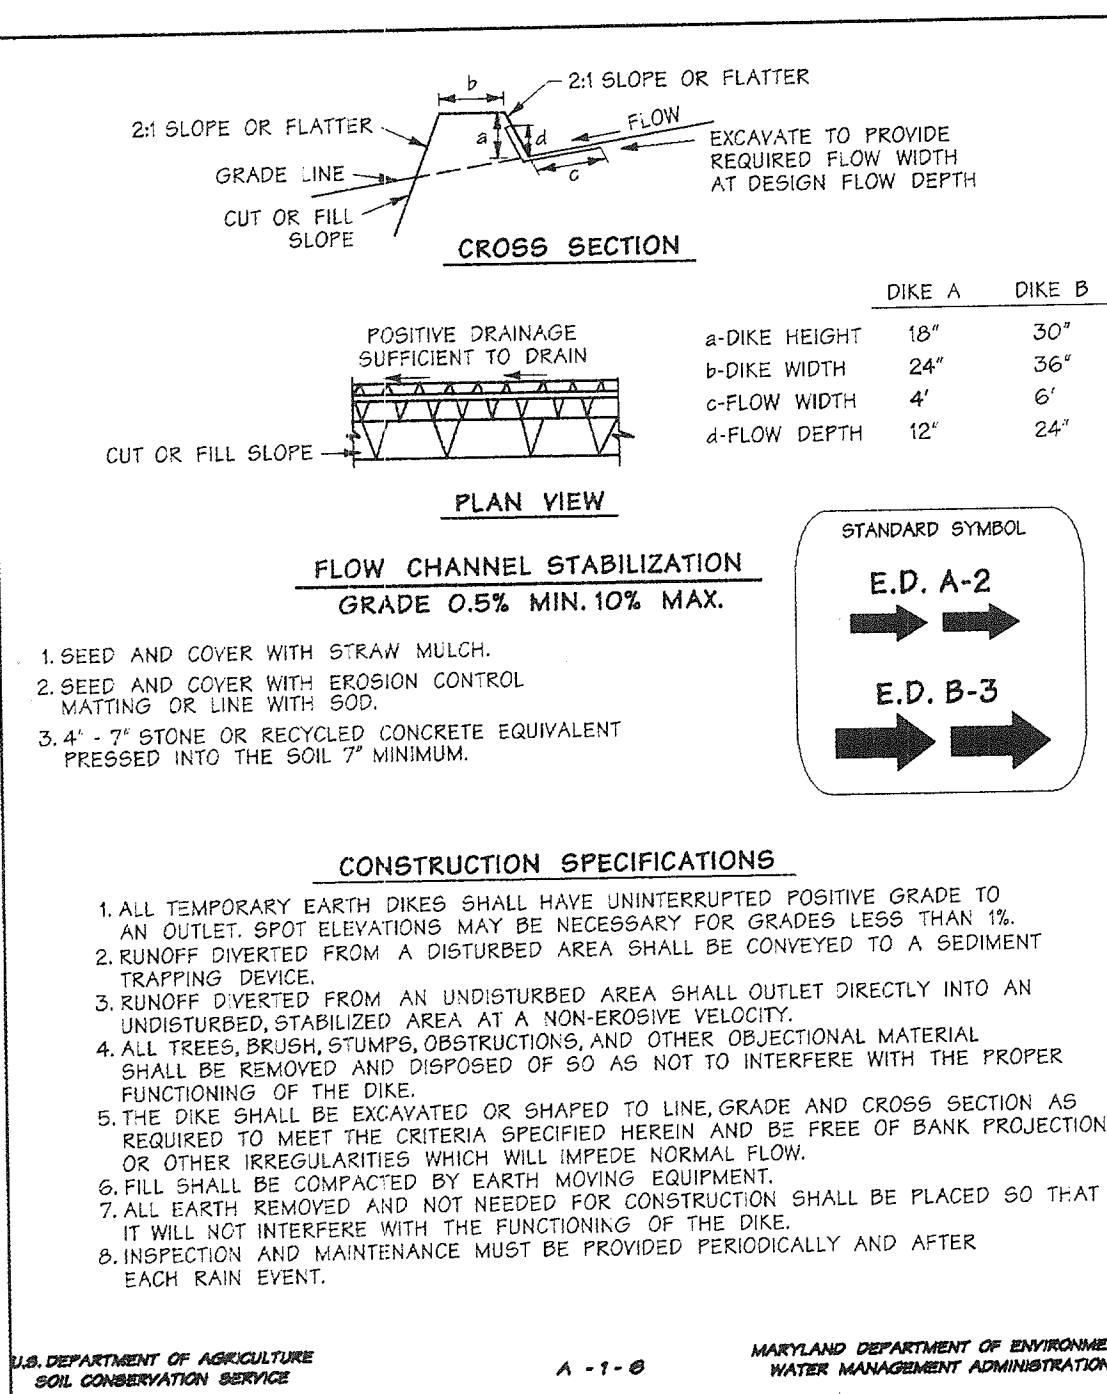 b
2:1 SLOPE OR FLATTER
2:1 SLOPE OR FLATTER
a
d
FLOW
EXCAVATE TO PROVIDE
REQUIRED FLOW WIDTH
AT DESIGN FLOW DEPTH
GRADE LINE
c
CUT OR FILL
SLOPE
CROSS SECTION
DIKE A DIKE B
a-DIKE HEIGHT 18" 30"
b-DIKE WIDTH 24" 36"
c-FLOW WIDTH 4' 6'
d-FLOW DEPTH 12" 24"
POSITIVE DRAINAGE
SUFFICIENT TO DRAIN
CUT OR FILL SLOPE
PLAN VIEW
STANDARD SYMBOL
E.D. A-2
E.D. B-3
FLOW CHANNEL STABILIZATION
GRADE 0.5% MIN. 10% MAX.
1. SEED AND COVER WITH STRAW MULCH.
2. SEED AND COVER WITH EROSION CONTROL
MATTING OR LINE WITH SOD.
3. 4" - 7" STONE OR RECYCLED CONCRETE EQUIVALENT
PRESSED INTO THE SOIL 7" MINIMUM.
CONSTRUCTION SPECIFICATIONS
1. ALL TEMPORARY EARTH DIKES SHALL HAVE UNINTERRUPTED POSITIVE GRADE TO
AN OUTLET. SPOT ELEVATIONS MAY BE NECESSARY FOR GRADES LESS THAN 1%.
2. RUNOFF DIVERTED FROM A DISTURBED AREA SHALL BE CONVEYED TO A SEDIMENT
TRAPPING DEVICE.
3. RUNOFF DIVERTED FROM AN UNDISTURBED AREA SHALL OUTLET DIRECTLY INTO AN
UNDISTURBED, STABILIZED AREA AT A NON-EROSIVE VELOCITY.
4. ALL TREES, BRUSH, STUMPS, OBSTRUCTIONS, AND OTHER OBJECTIONAL MATERIAL
SHALL BE REMOVED AND DISPOSED OF SO AS NOT TO INTERFERE WITH THE PROPER
FUNCTIONING OF THE DIKE.
5. THE DIKE SHALL BE EXCAVATED OR SHAPED TO LINE, GRADE AND CROSS SECTION AS
REQUIRED TO MEET THE CRITERIA SPECIFIED HEREIN AND BE FREE OF BANK PROJECTION
OR OTHER IRREGULARITIES WHICH WILL IMPEDE NORMAL FLOW.
6. FILL SHALL BE COMPACTED BY EARTH MOVING EQUIPMENT.
7. ALL EARTH REMOVED AND NOT NEEDED FOR CONSTRUCTION SHALL BE PLACED SO THAT
IT WILL NOT INTERFERE WITH THE FUNCTIONING OF THE DIKE.
8. INSPECTION AND MAINTENANCE MUST BE PROVIDED PERIODICALLY AND AFTER
EACH RAIN EVENT.
U.S. DEPARTMENT OF AGRICULTURE
SOIL CONSERVATION SERVICE
A - 1 - 6
MARYLAND DEPARTMENT OF ENVIRONME
WATER MANAGEMENT ADMINISTRATION